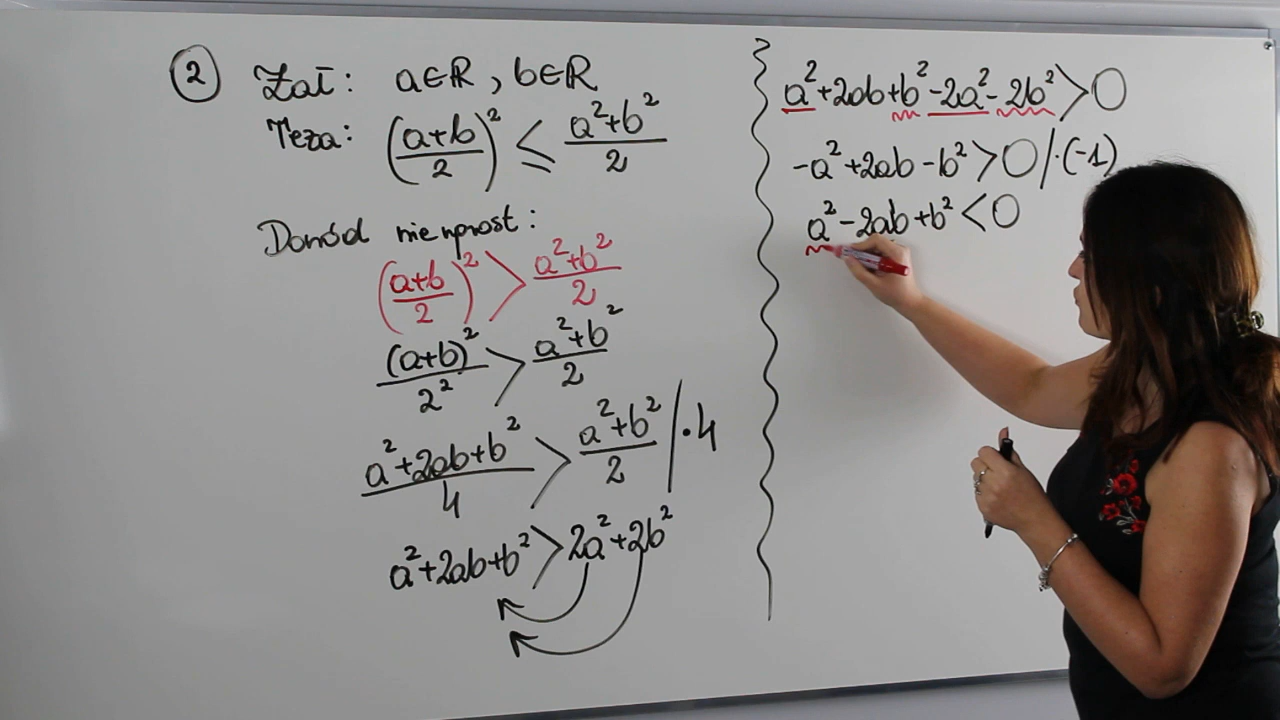 ② Zał: a∈ℝ, b∈ℝ
Teza: ((a+b)/2)² ≤ (a²+b²)/2
Dowód niewprost:
((a+b)/2)² > (a²+b²)/2
(a+b)²/2² > (a²+b²)/2
(a²+2ab+b²)/4 > (a²+b²)/2 /·4
a²+2ab+b² > 2a²+2b²
a²+2ab+b²-2a²-2b²>0
-a²+2ab-b²>0/·(-1)
a²-2ab+b²<0